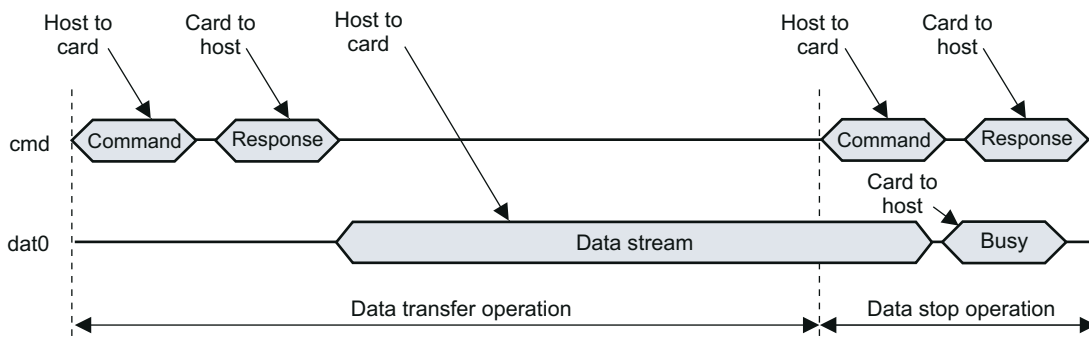 Host to
card
Card to
host
Host to
card
Host to
card
Card to
host
cmd
Command
Response
Command
Response
Card to
host
dat0
Data stream
Busy
Data transfer operation
Data stop operation